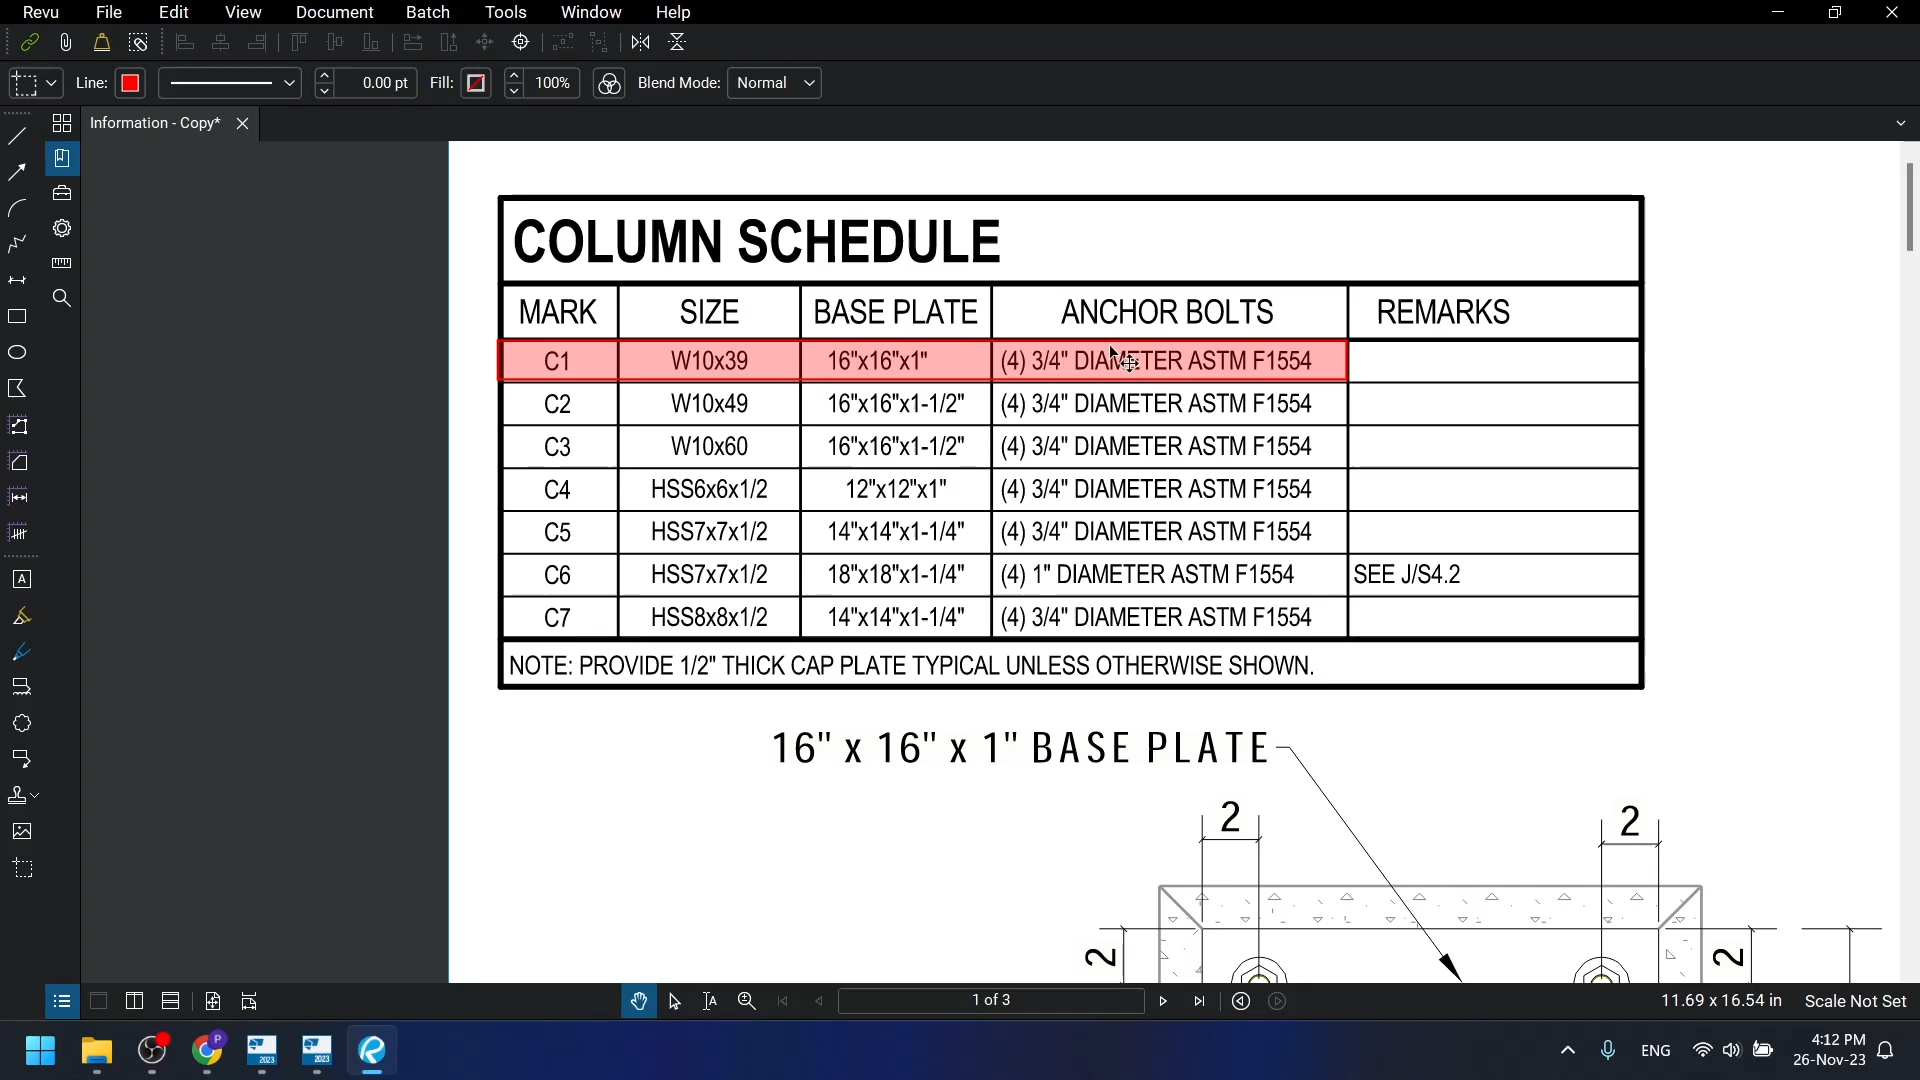 Revu File Edit View Document Batch Tools Window Help
Line: 0.00 pt Fill: 100% Blend Mode: Normal
Information - Copy*
COLUMN SCHEDULE
MARK SIZE BASE PLATE ANCHOR BOLTS REMARKS
C1 W10x39 16"x16"x1" (4) 3/4" DIAMETER ASTM F1554
C2 W10x49 16"x16"x1-1/2" (4) 3/4" DIAMETER ASTM F1554
C3 W10x60 16"x16"x1-1/2" (4) 3/4" DIAMETER ASTM F1554
C4 HSS6x6x1/2 12"x12"x1" (4) 3/4" DIAMETER ASTM F1554
C5 HSS7x7x1/2 14"x14"x1-1/4" (4) 3/4" DIAMETER ASTM F1554
C6 HSS7x7x1/2 18"x18"x1-1/4" (4) 1" DIAMETER ASTM F1554 SEE J/S4.2
C7 HSS8x8x1/2 14"x14"x1-1/4" (4) 3/4" DIAMETER ASTM F1554
NOTE: PROVIDE 1/2" THICK CAP PLATE TYPICAL UNLESS OTHERWISE SHOWN.
16" x 16" x 1" BASE PLATE
2 2
2 2
1 of 3 11.69 x 16.54 in Scale Not Set
P 2023 2023 ENG 4:12 PM
26-Nov-23